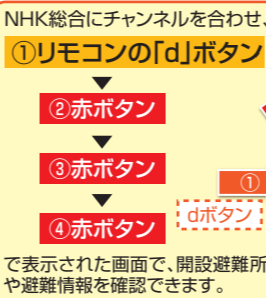 NHK総合にチャンネルを合わせ、
①リモコンの「d」ボタン
▼
②赤ボタン
▼
③赤ボタン
▼
④赤ボタン
①
dボタン
で表示された画面で、開設避難所
や避難情報を確認できます。